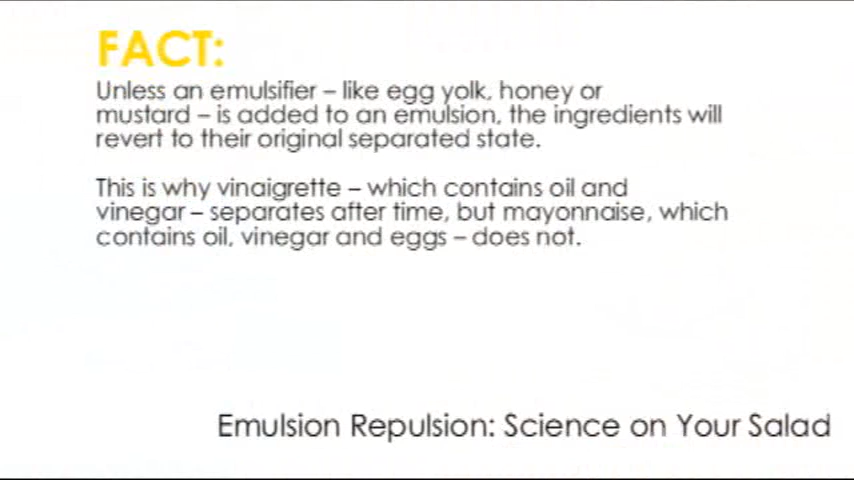 FACT:
Unless an emulsifier – like egg yolk, honey or
mustard – is added to an emulsion, the ingredients will
revert to their original separated state.
This is why vinaigrette – which contains oil and
vinegar – separates after time, but mayonnaise, which
contains oil, vinegar and eggs – does not.
Emulsion Repulsion: Science on Your Salad